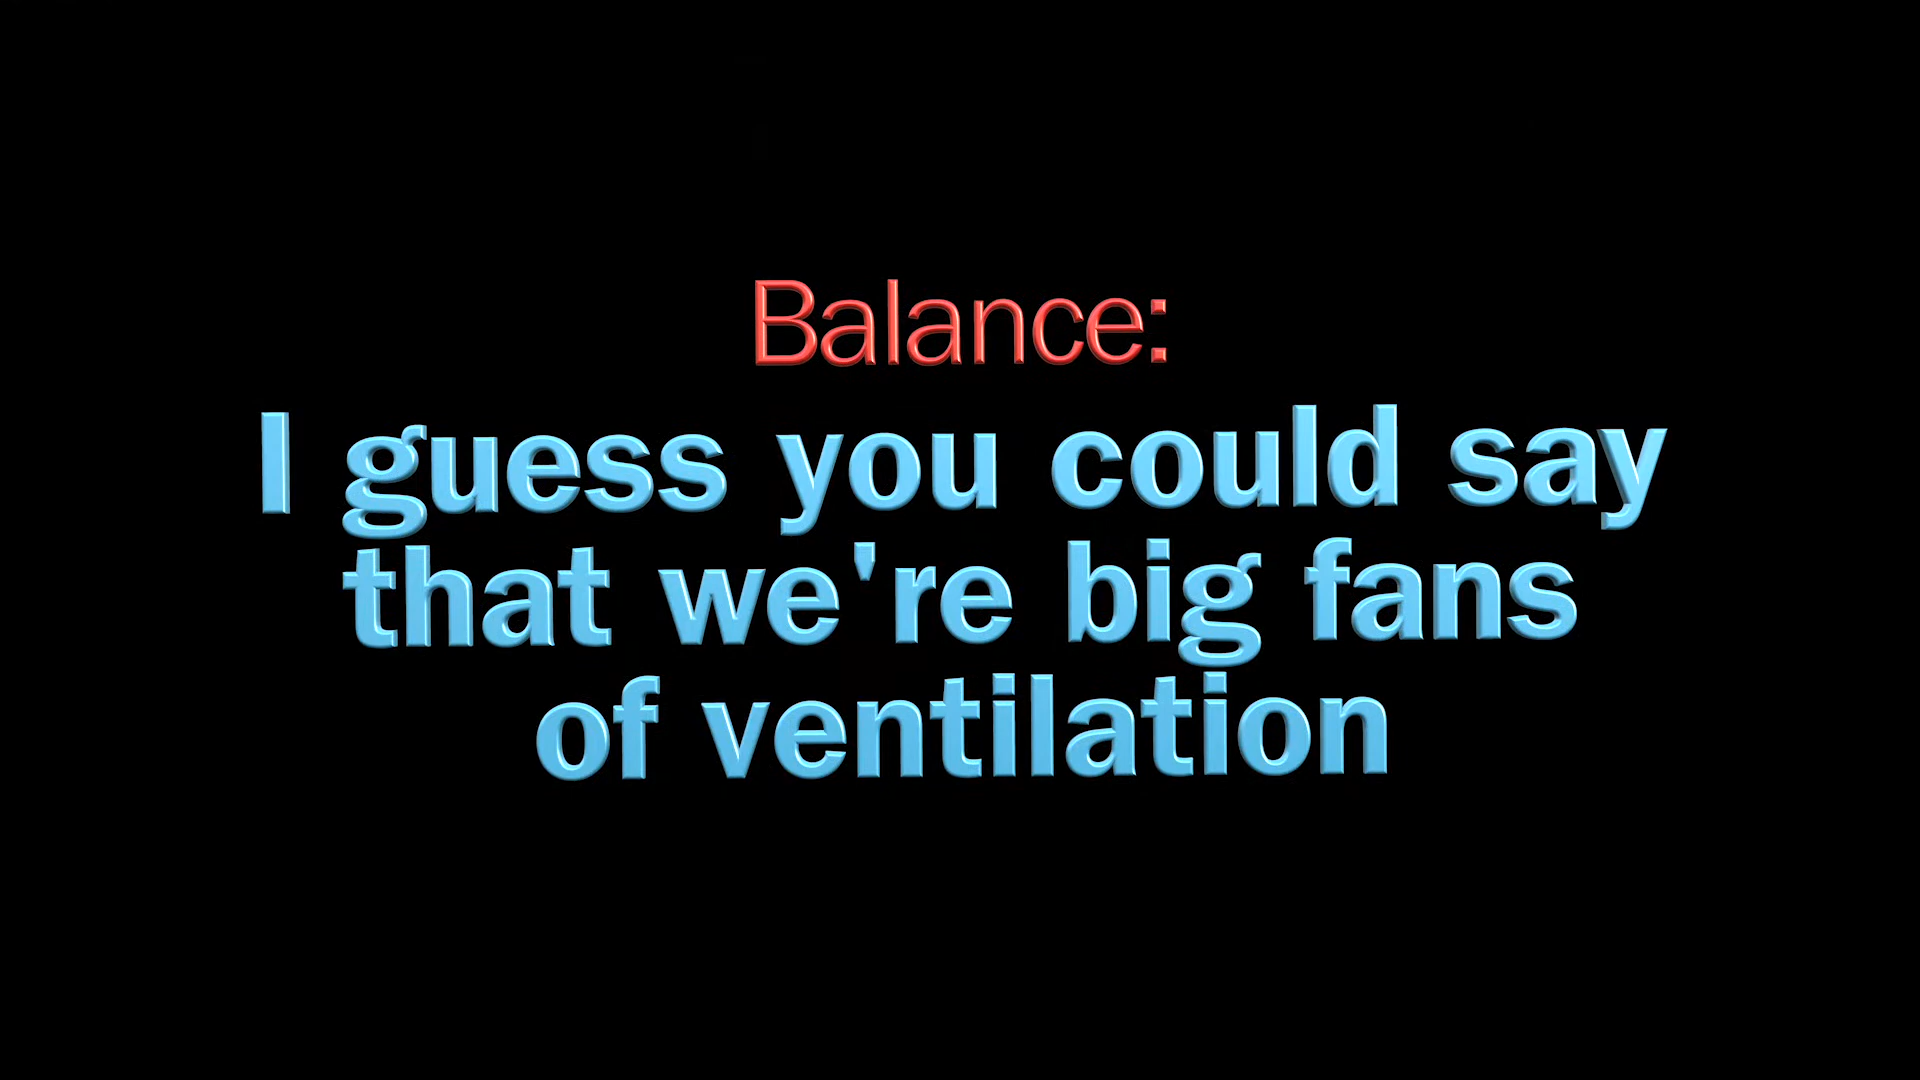 Balance:
I guess you could say
that we're big fans
of ventilation